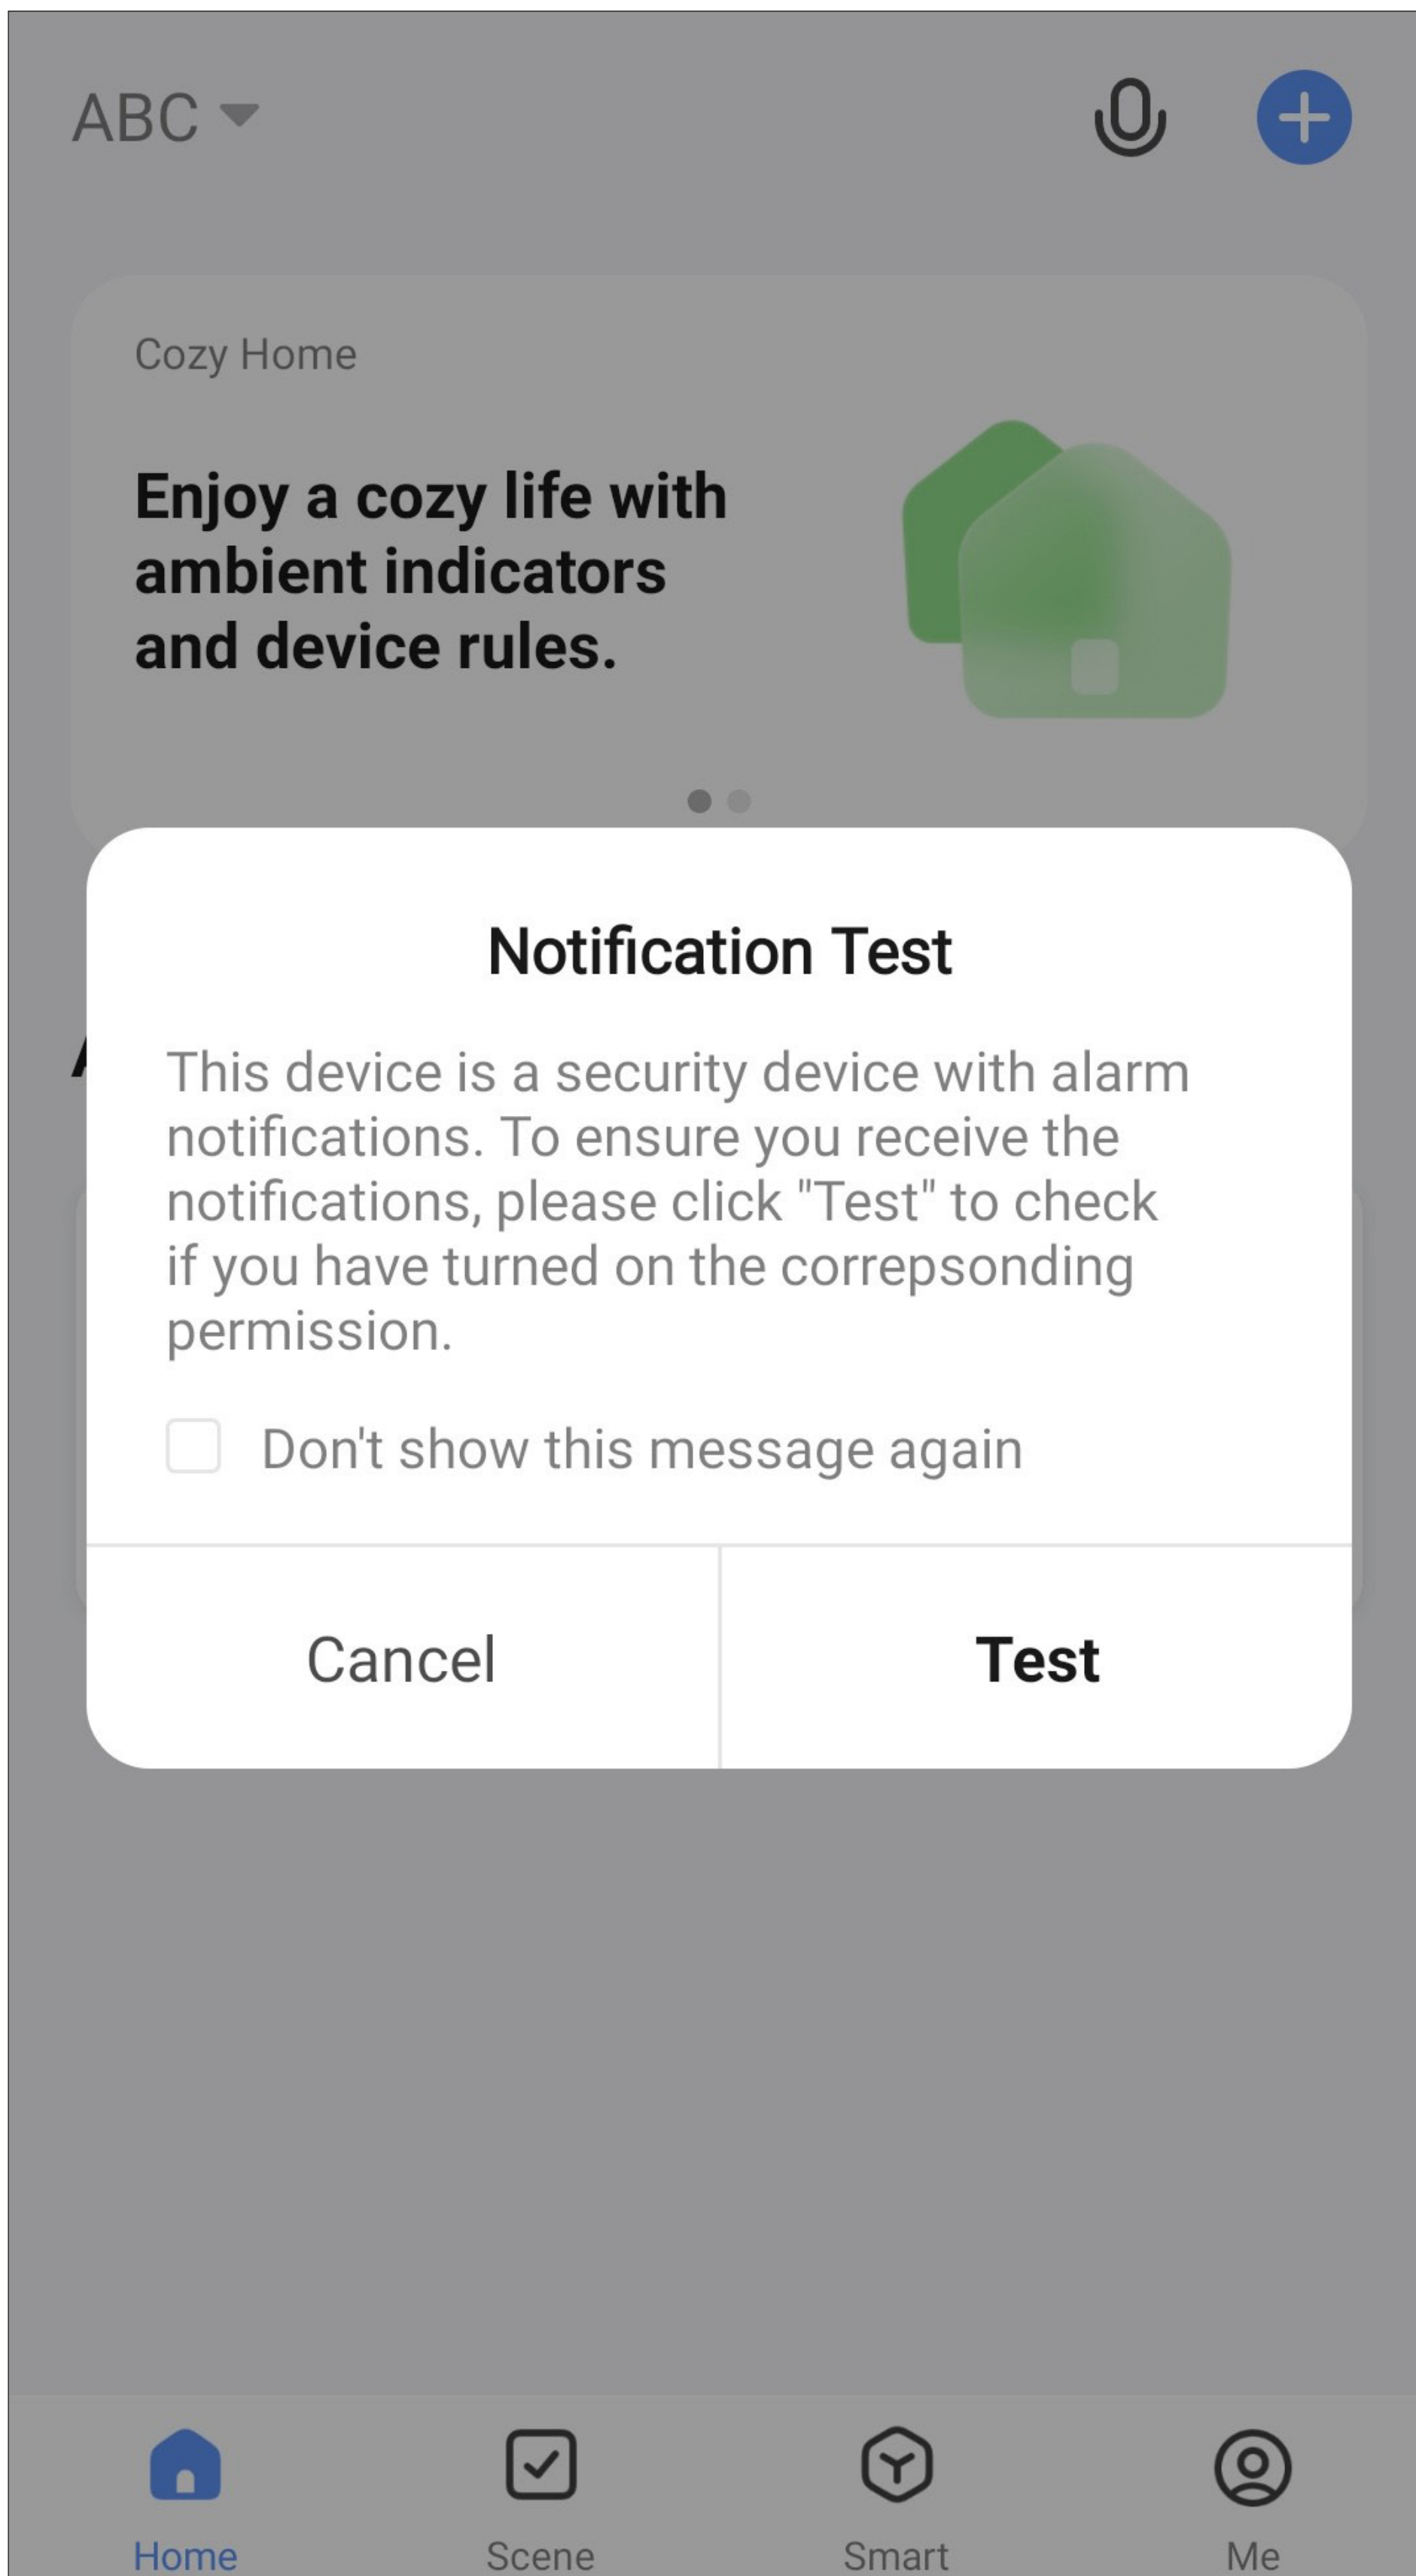 ABC
Cozy Home
Enjoy a cozy life with
ambient indicators
and device rules.
Notification Test
This device is a security device with alarm
notifications. To ensure you receive the
notifications, please click "Test" to check
if you have turned on the correpsonding
permission.
Don't show this message again
Cancel Test
Home Scene Smart Me